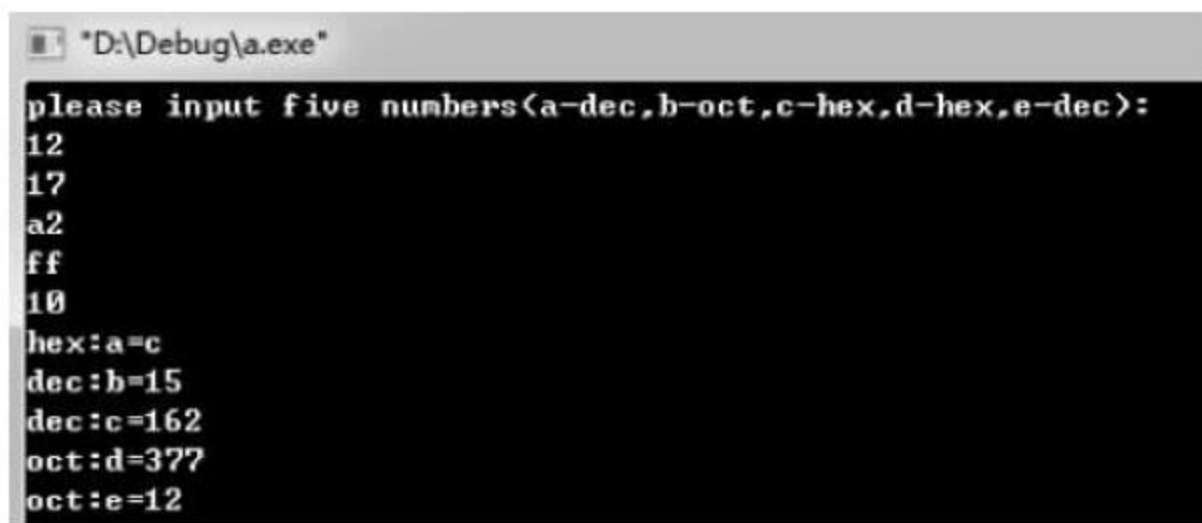 "D:\Debug\a.exe"
please input five numbers(a-dec,b-oct,c-hex,d-hex,e-dec):
12
17
a2
ff
10
hex:a=c
dec:b=15
dec:c=162
oct:d=377
oct:e=12